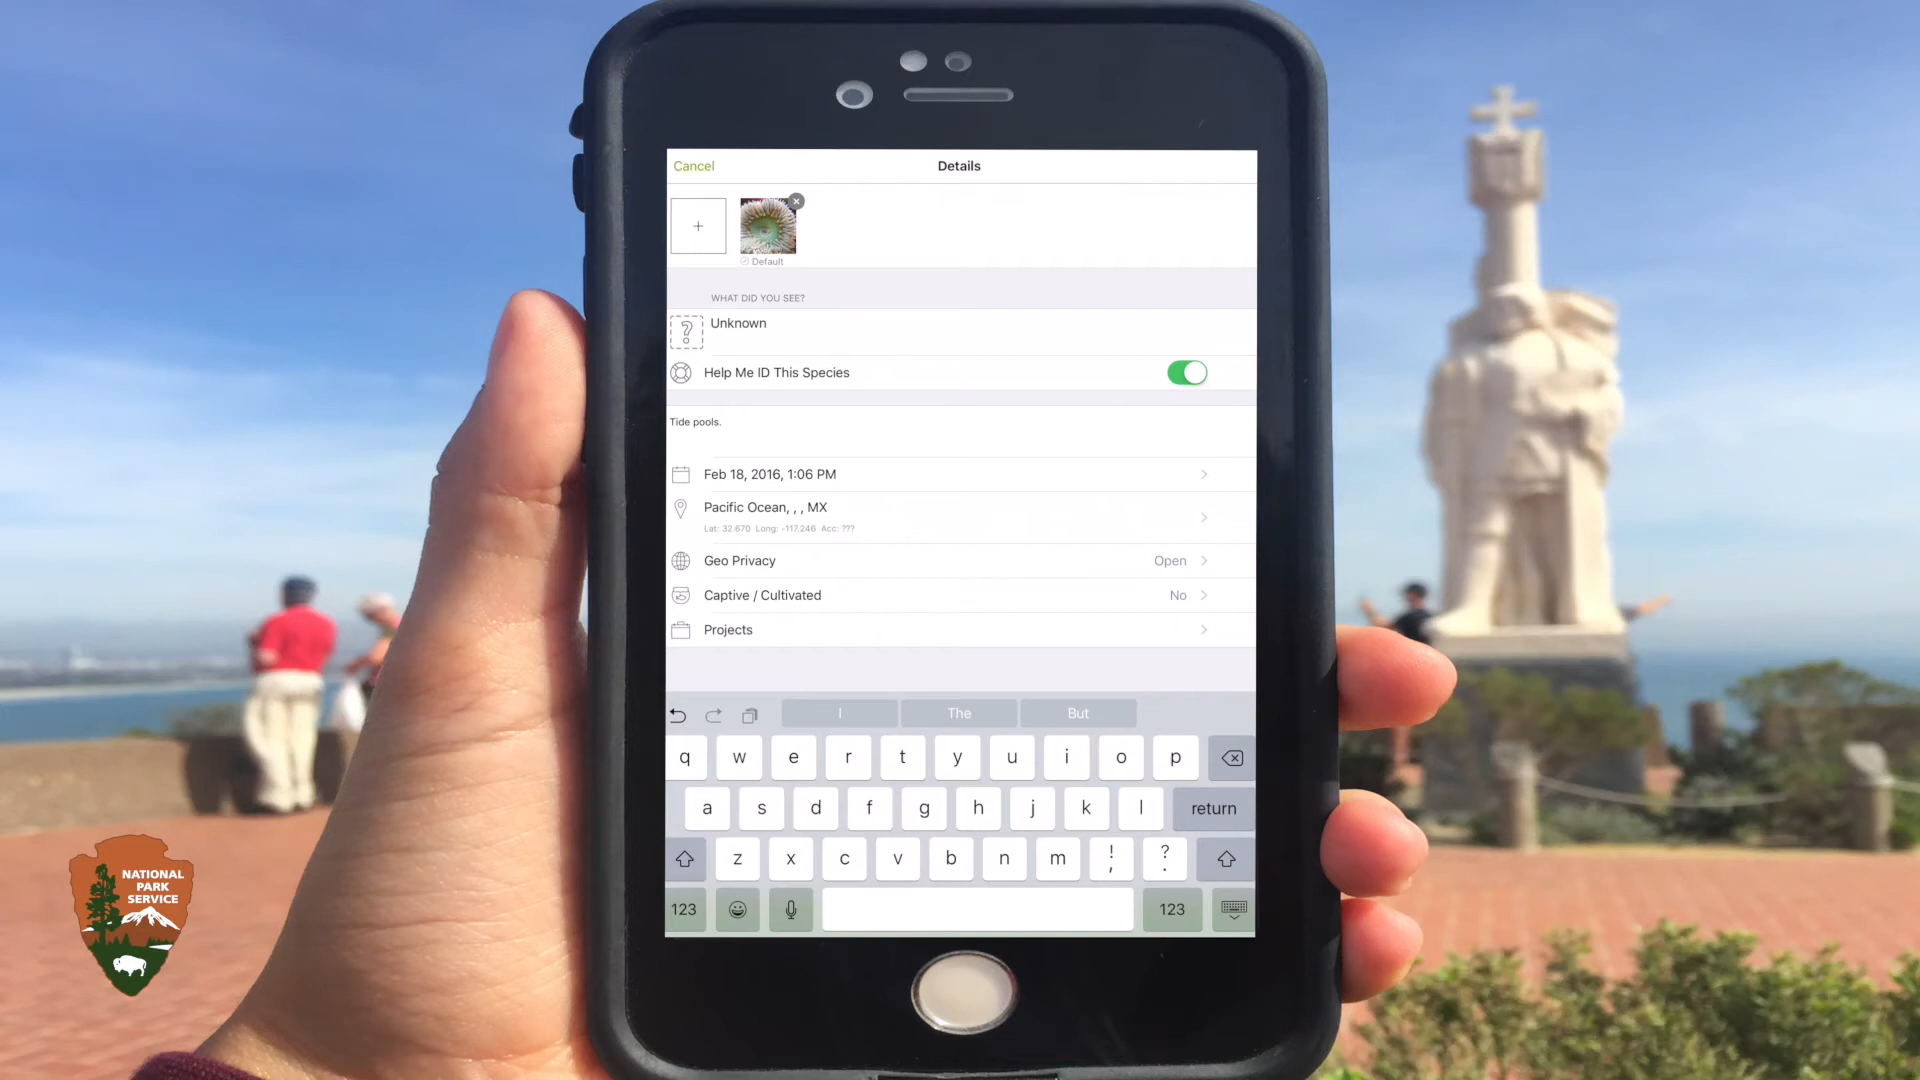 Cancel
Details
+
Default
WHAT DID YOU SEE?
?
Unknown
Help Me ID This Species
Tide pools.
Feb 18, 2016, 1:06 PM
Pacific Ocean, , , MX
Lat: 32.670 Long: -117.246 Acc: ???
Geo Privacy
Open
Captive / Cultivated
No
Projects
I The But
q w e r t y u i o p
a s d f g h j k l return
z x c v b n m ! , ? .
123 123
NATIONAL
PARK
SERVICE